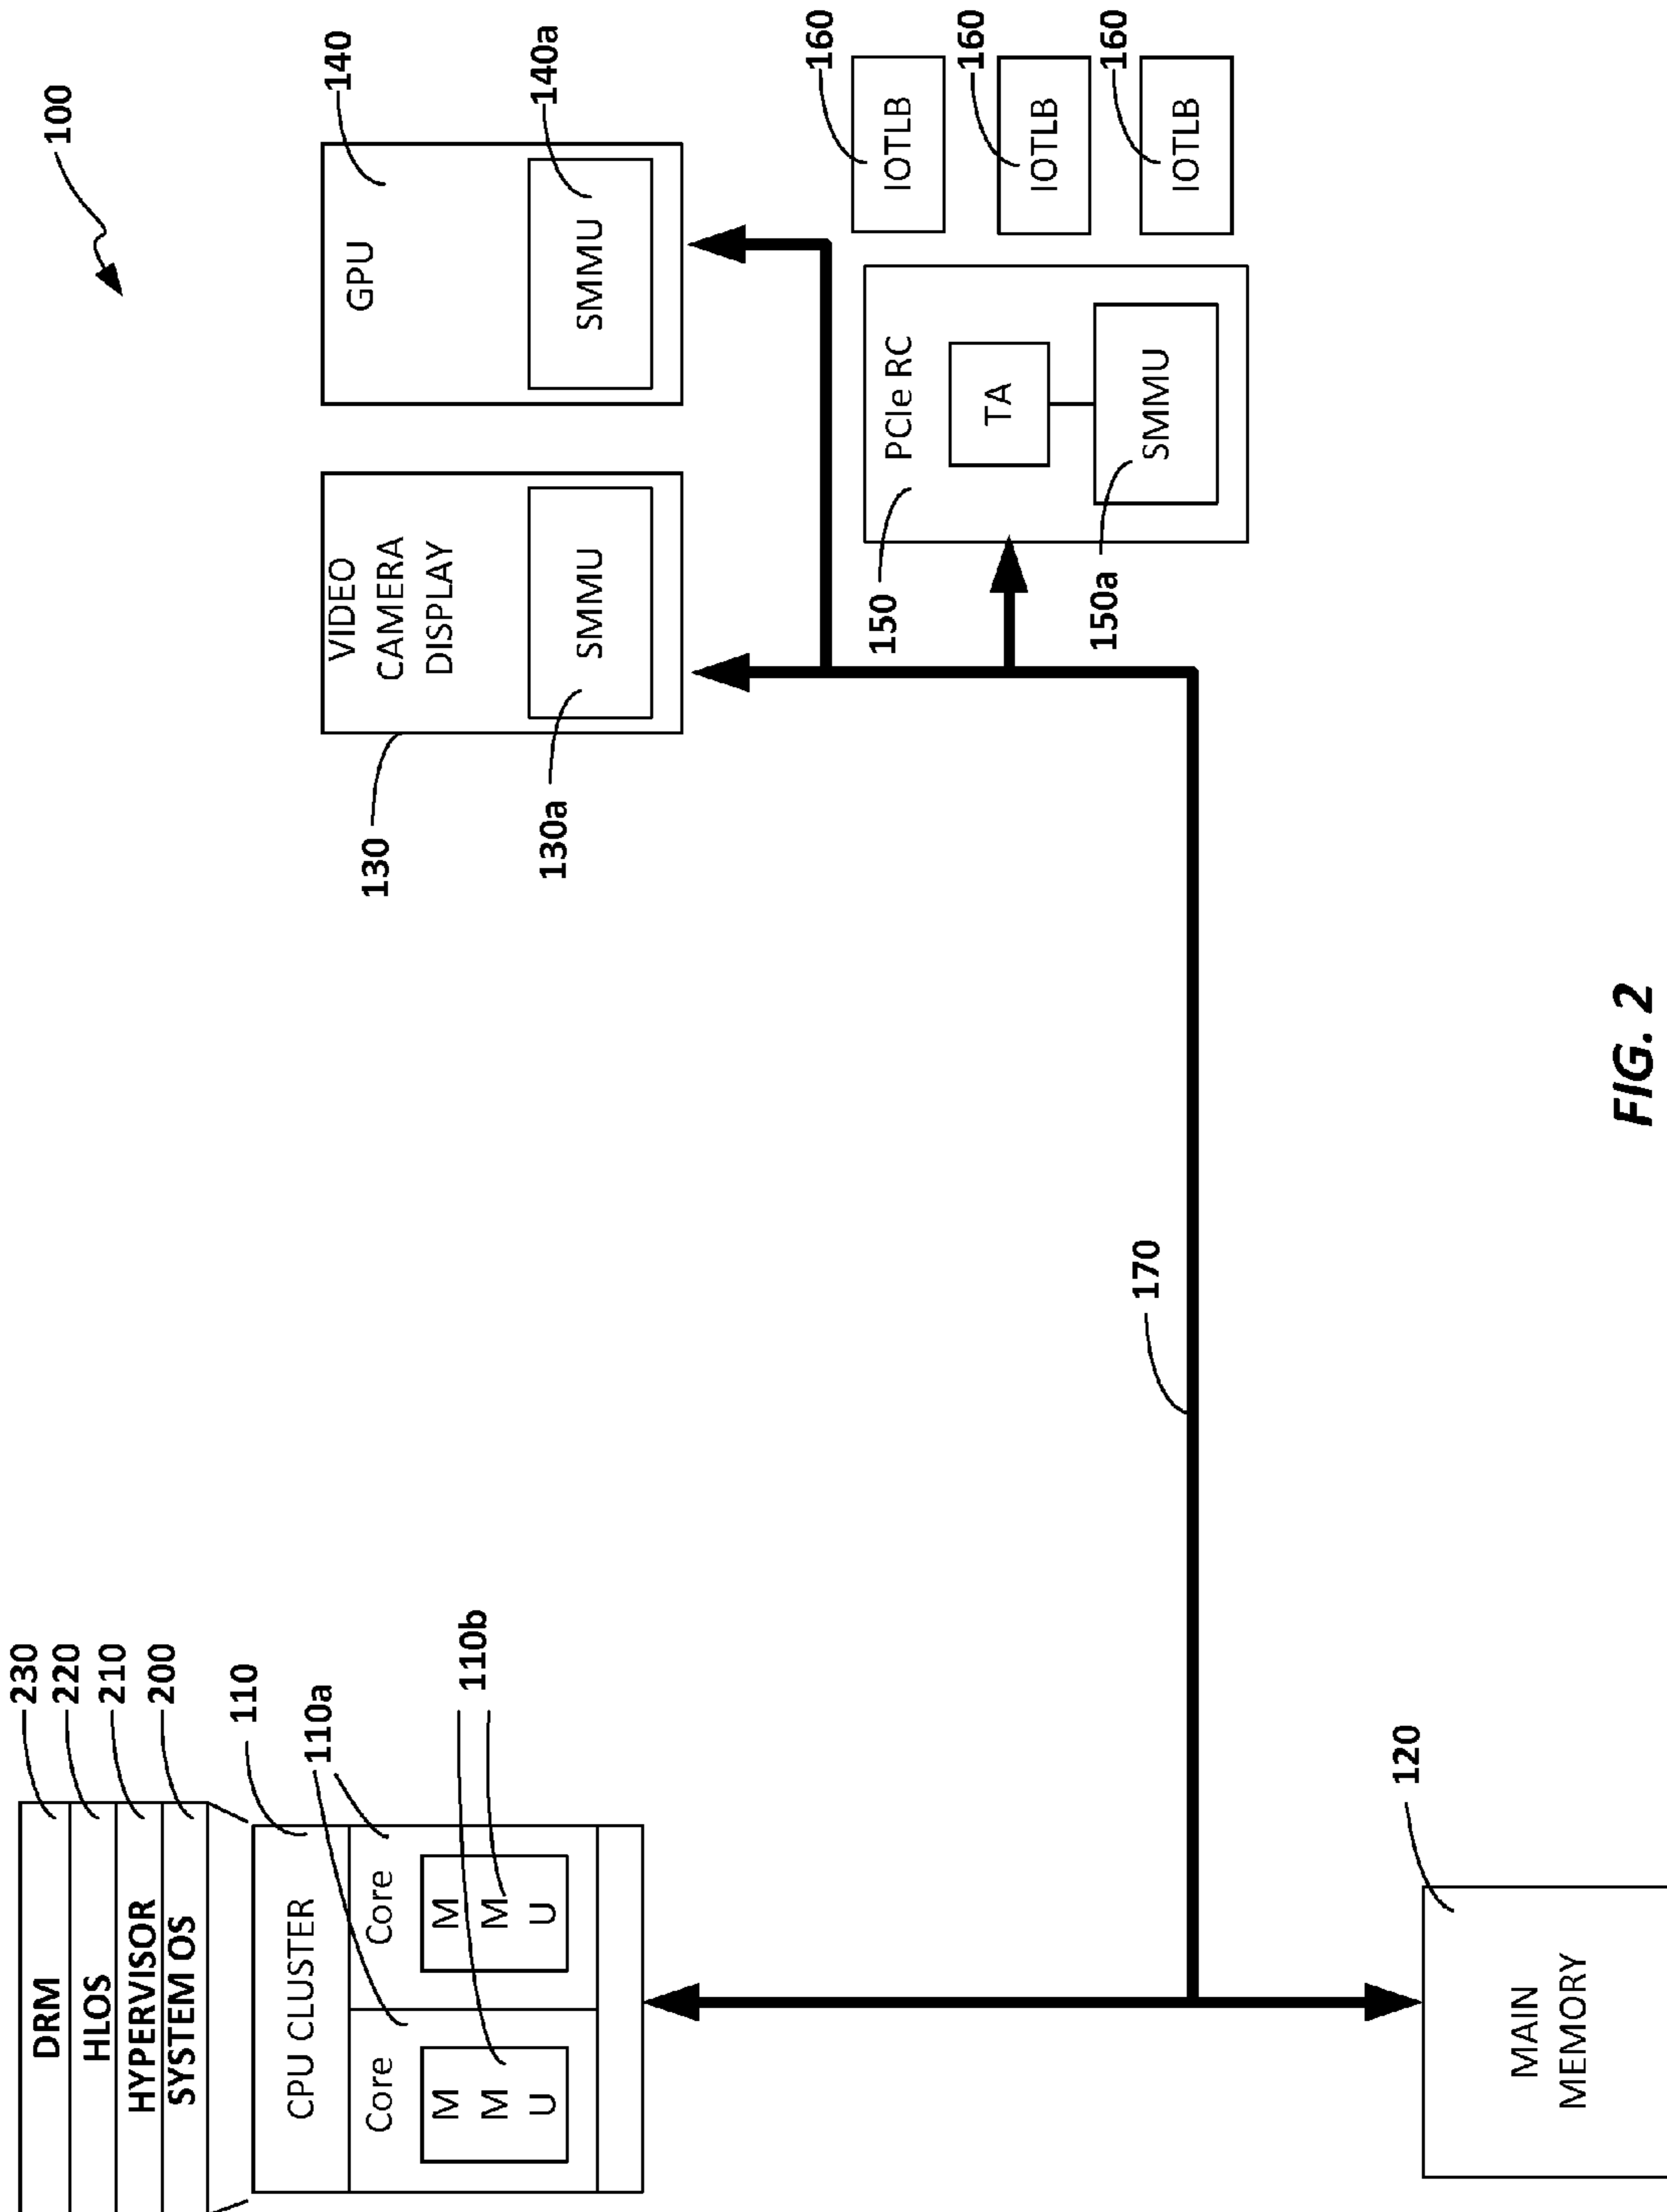 100
230
220
210
200
DRM
HLOS
HYPERVISOR
SYSTEM OS
110
CPU CLUSTER
110a
Core
Core
M
M
U
M
M
U
110b
130
VIDEO
CAMERA
DISPLAY
130a
SMMU
140
GPU
140a
SMMU
150
PCIe RC
TA
150a
SMMU
160
IOTLB
160
IOTLB
160
IOTLB
170
120
MAIN
MEMORY
FIG. 2